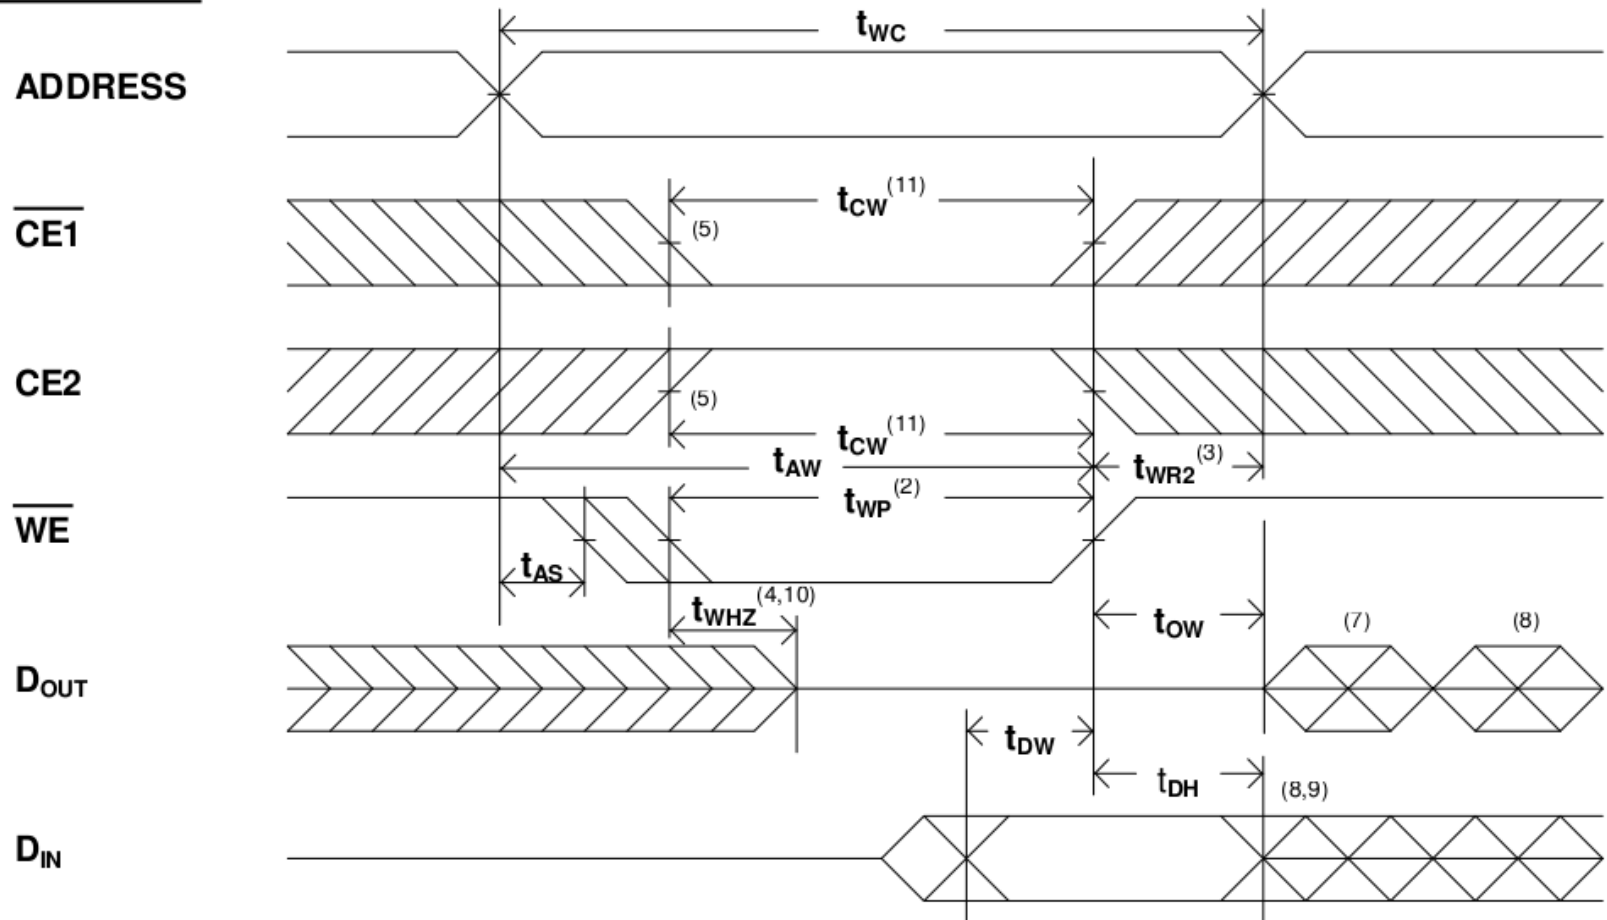 tWC
ADDRESS
CE1
tCW(11)
(5)
CE2
(5)
tCW(11)
tAW
tWR2(3)
WE
tWP(2)
tAS
tWHZ(4,10)
tOW
(7)
(8)
DOUT
tDW
tDH
(8,9)
DIN